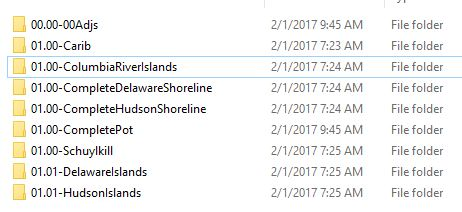 00.00-00Adjs 2/1/2017 9:45 AM File folder
01.00-Carib 2/1/2017 7:23 AM File folder
01.00-ColumbiaRiverIslands 2/1/2017 7:24 AM File folder
01.00-CompleteDelawareShoreline 2/1/2017 7:24 AM File folder
01.00-CompleteHudsonShoreline 2/1/2017 7:24 AM File folder
01.00-CompletePot 2/1/2017 9:45 AM File folder
01.00-Schuylkill 2/1/2017 7:25 AM File folder
01.01-DelawareIslands 2/1/2017 7:25 AM File folder
01.01-HudsonIslands 2/1/2017 7:25 AM File folder